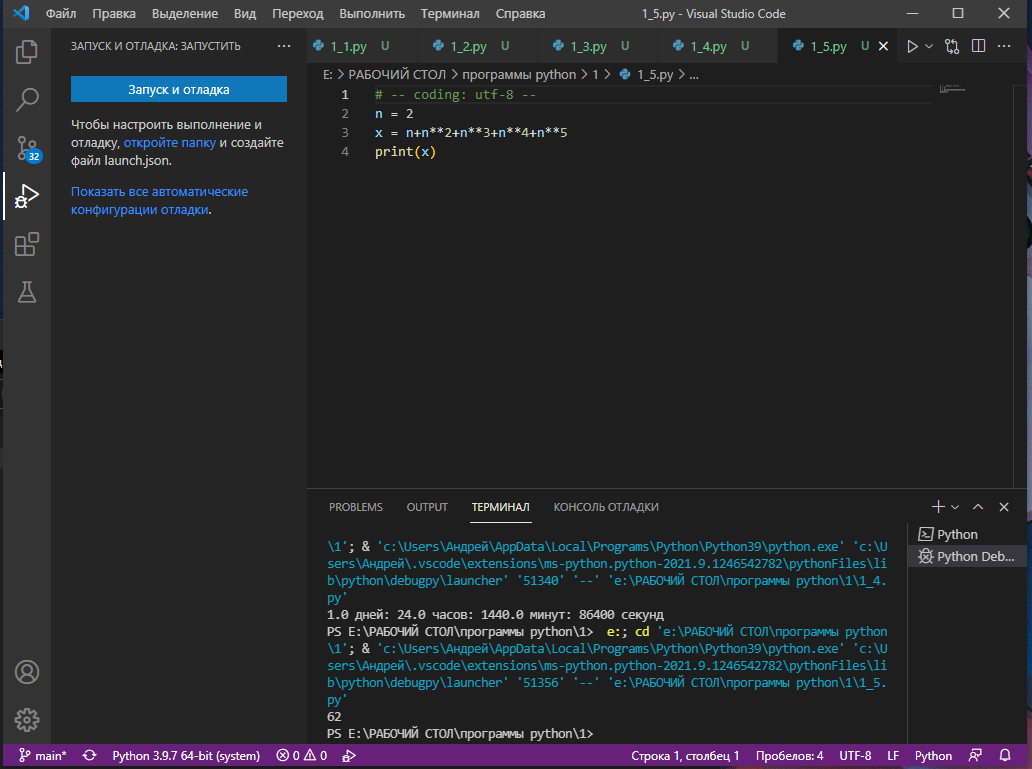 Файл Правка Выделение Вид Переход Выполнить Терминал Справка 1_5.py - Visual Studio Code
ЗАПУСК И ОТЛАДКА: ЗАПУСТИТЬ ...
1_1.py U 1_2.py U 1_3.py U 1_4.py U 1_5.py U
E: > РАБОЧИЙ СТОЛ > программы python > 1 > 1_5.py > ...
Запуск и отладка
Чтобы настроить выполнение и
отладку, откройте папку и создайте
файл launch.json.
Показать все автоматические
конфигурации отладки.
32
1 # -- coding: utf-8 --
2 n = 2
3 x = n+n**2+n**3+n**4+n**5
4 print(x)
PROBLEMS OUTPUT ТЕРМИНАЛ КОНСОЛЬ ОТЛАДКИ
Python
Python Deb...
\1'; & 'c:\Users\Андрей\AppData\Local\Programs\Python\Python39\python.exe' 'c:\U
sers\Андрей\.vscode\extensions\ms-python.python-2021.9.1246542782\pythonFiles\li
b\python\debugpy\launcher' '51340' '--' 'e:\РАБОЧИЙ СТОЛ\программы python\1\1_4.
py'
1.0 дней: 24.0 часов: 1440.0 минут: 86400 секунд
PS E:\РАБОЧИЙ СТОЛ\программы python\1> e:; cd 'e:\РАБОЧИЙ СТОЛ\программы python
\1'; & 'c:\Users\Андрей\AppData\Local\Programs\Python\Python39\python.exe' 'c:\U
sers\Андрей\.vscode\extensions\ms-python.python-2021.9.1246542782\pythonFiles\li
b\python\debugpy\launcher' '51356' '--' 'e:\РАБОЧИЙ СТОЛ\программы python\1\1_5.
py'
62
PS E:\РАБОЧИЙ СТОЛ\программы python\1>
main* Python 3.9.7 64-bit (system) 0 0 Строка 1, столбец 1 Пробелов: 4 UTF-8 LF Python